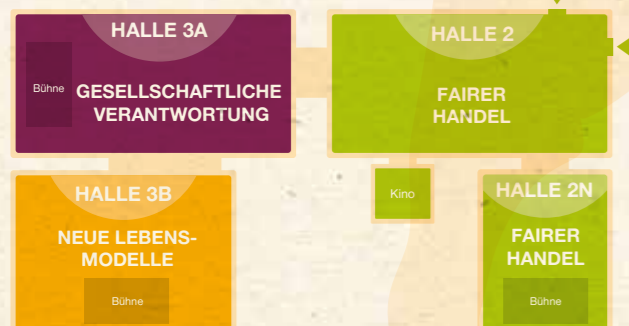 HALLE 3A
Bühne
GESELLSCHAFTLICHE
VERANTWORTUNG
HALLE 2
FAIRER
HANDEL
HALLE 3B
NEUE LEBENS-
MODELLE
Bühne
Kino
HALLE 2N
FAIRER
HANDEL
Bühne